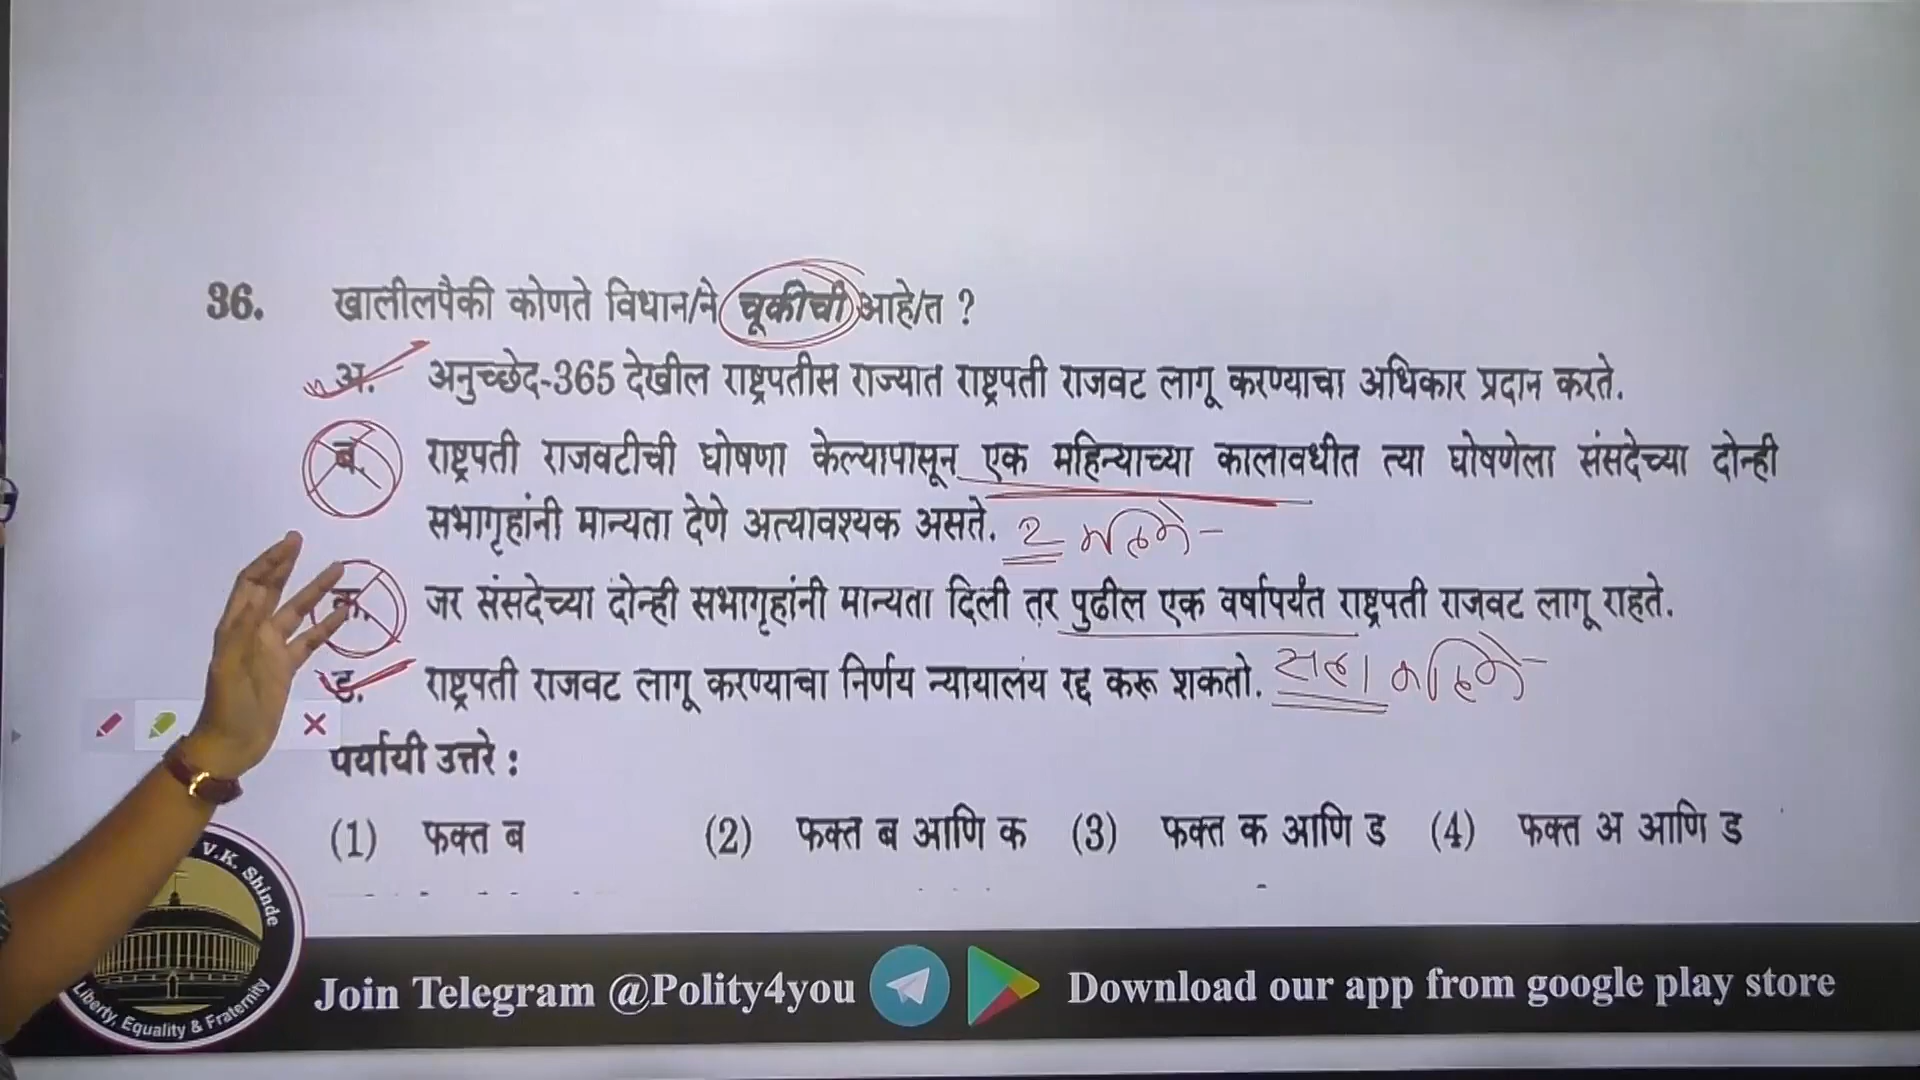 36. खालीलपैकी कोणते विधान/ने चूकीची आहे/त ?
अ. अनुच्छेद-365 देखील राष्ट्रपतीस राज्यात राष्ट्रपती राजवट लागू करण्याचा अधिकार प्रदान करते.
ब. राष्ट्रपती राजवटीची घोषणा केल्यापासून एक महिन्याच्या कालावधीत त्या घोषणेला संसदेच्या दोन्ही
सभागृहांनी मान्यता देणे अत्यावश्यक असते. 2 महिने-
क. जर संसदेच्या दोन्ही सभागृहांनी मान्यता दिली तर पुढील एक वर्षापर्यंत राष्ट्रपती राजवट लागू राहते.
ड. राष्ट्रपती राजवट लागू करण्याचा निर्णय न्यायालय रद्द करू शकतो. सहा महिने-
पर्यायी उत्तरे :
(1) फक्त ब (2) फक्त ब आणि क (3) फक्त क आणि ड (4) फक्त अ आणि ड
V.K. Shinde
Liberty, Equality & Fraternity
Join Telegram @Polity4you Download our app from google play store